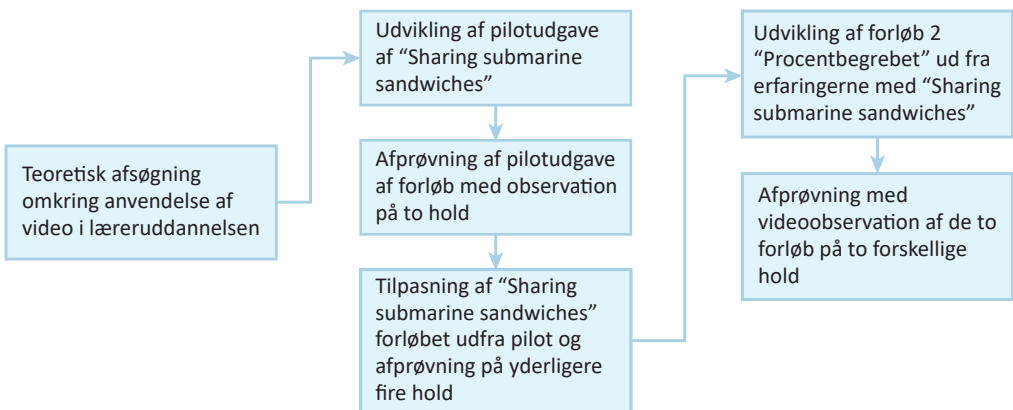 Teoretisk afsøgning
omkring anvendelse af
video i læreruddannelsen
Udvikling af pilotudgave
af “Sharing submarine
sandwiches”
Afprøvning af pilotudgave
af forløb med observation
på to hold
Tilpasning af “Sharing
submarine sandwiches”
forløbet udfra pilot og
afprøvning på yderligere
fire hold
Udvikling af forløb 2
“Procentbegrebet” ud fra
erfaringerne med “Sharing
submarine sandwiches”
Afprøvning med
videoobservation af de to
forløb på to forskellige
hold